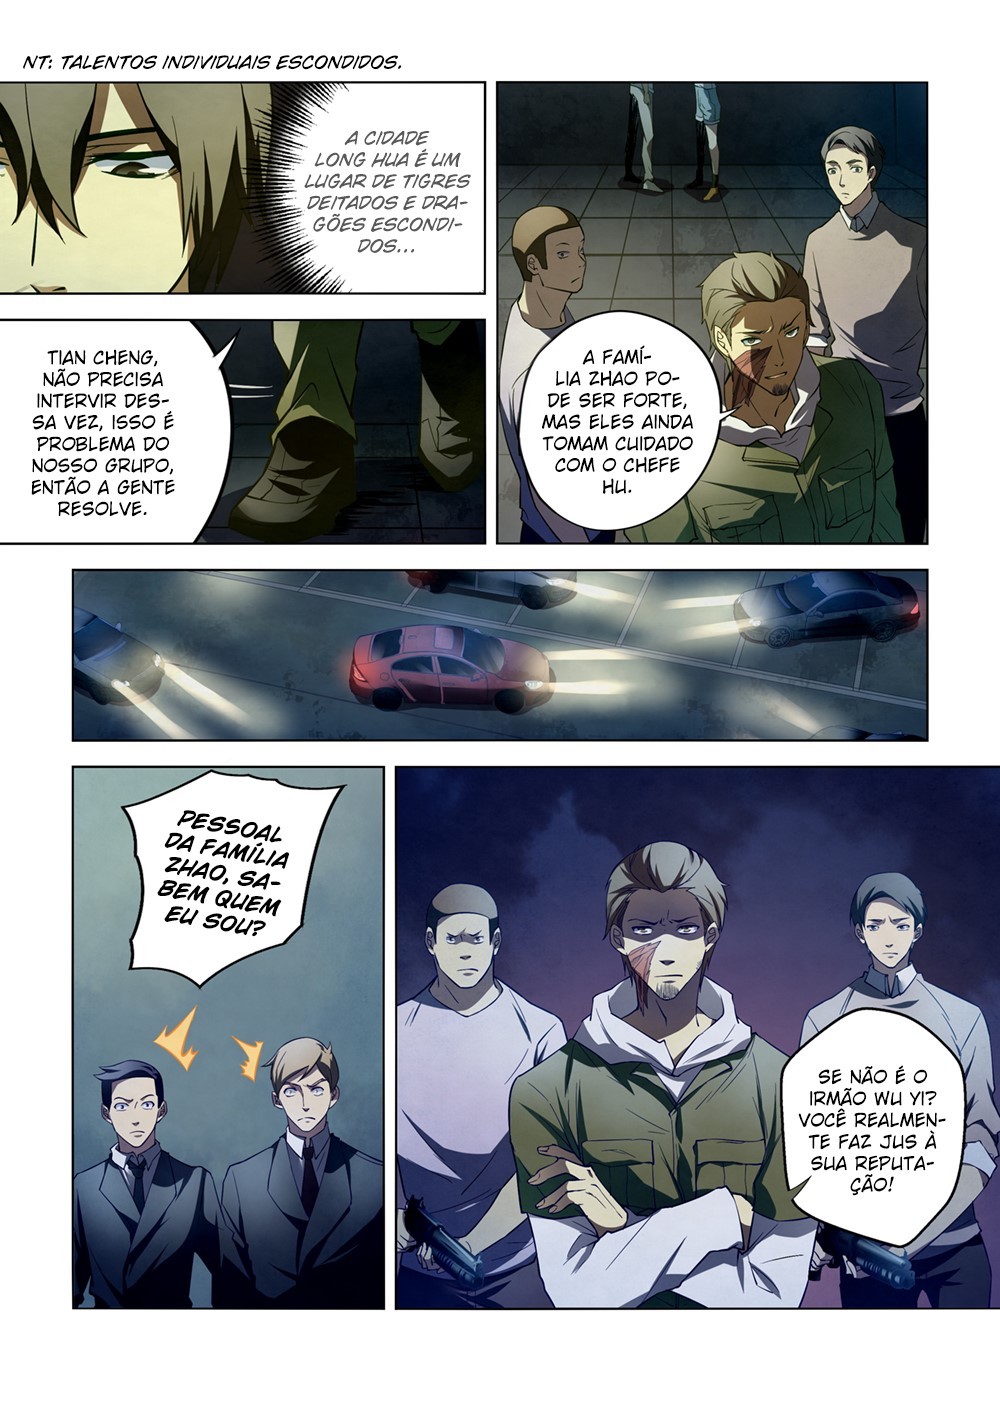 NT: TALENTOS INDIVIDUAIS ESCONDIDOS.
A CIDADE
LONG HUA É UM
LUGAR DE TIGRES
DEITADOS E DRA-
GÕES ESCONDI-
DOS...
TIAN CHENG,
NÃO PRECISA
INTERVIR DES-
SA VEZ, ISSO É
PROBLEMA DO
NOSSO GRUPO,
ENTÃO A GENTE
RESOLVE.
A FAMÍ-
LIA ZHAO PO-
DE SER FORTE,
MAS ELES AINDA
TOMAM CUIDADO
COM O CHEFE
HU.
PESSOAL
DA FAMÍLIA
ZHAO, SA-
BEM QUEM
EU SOU?
SE NÃO É O
IRMÃO WU YI?
VOCÊ REALMEN-
TE FAZ JUS À
SUA REPUTA-
ÇÃO!